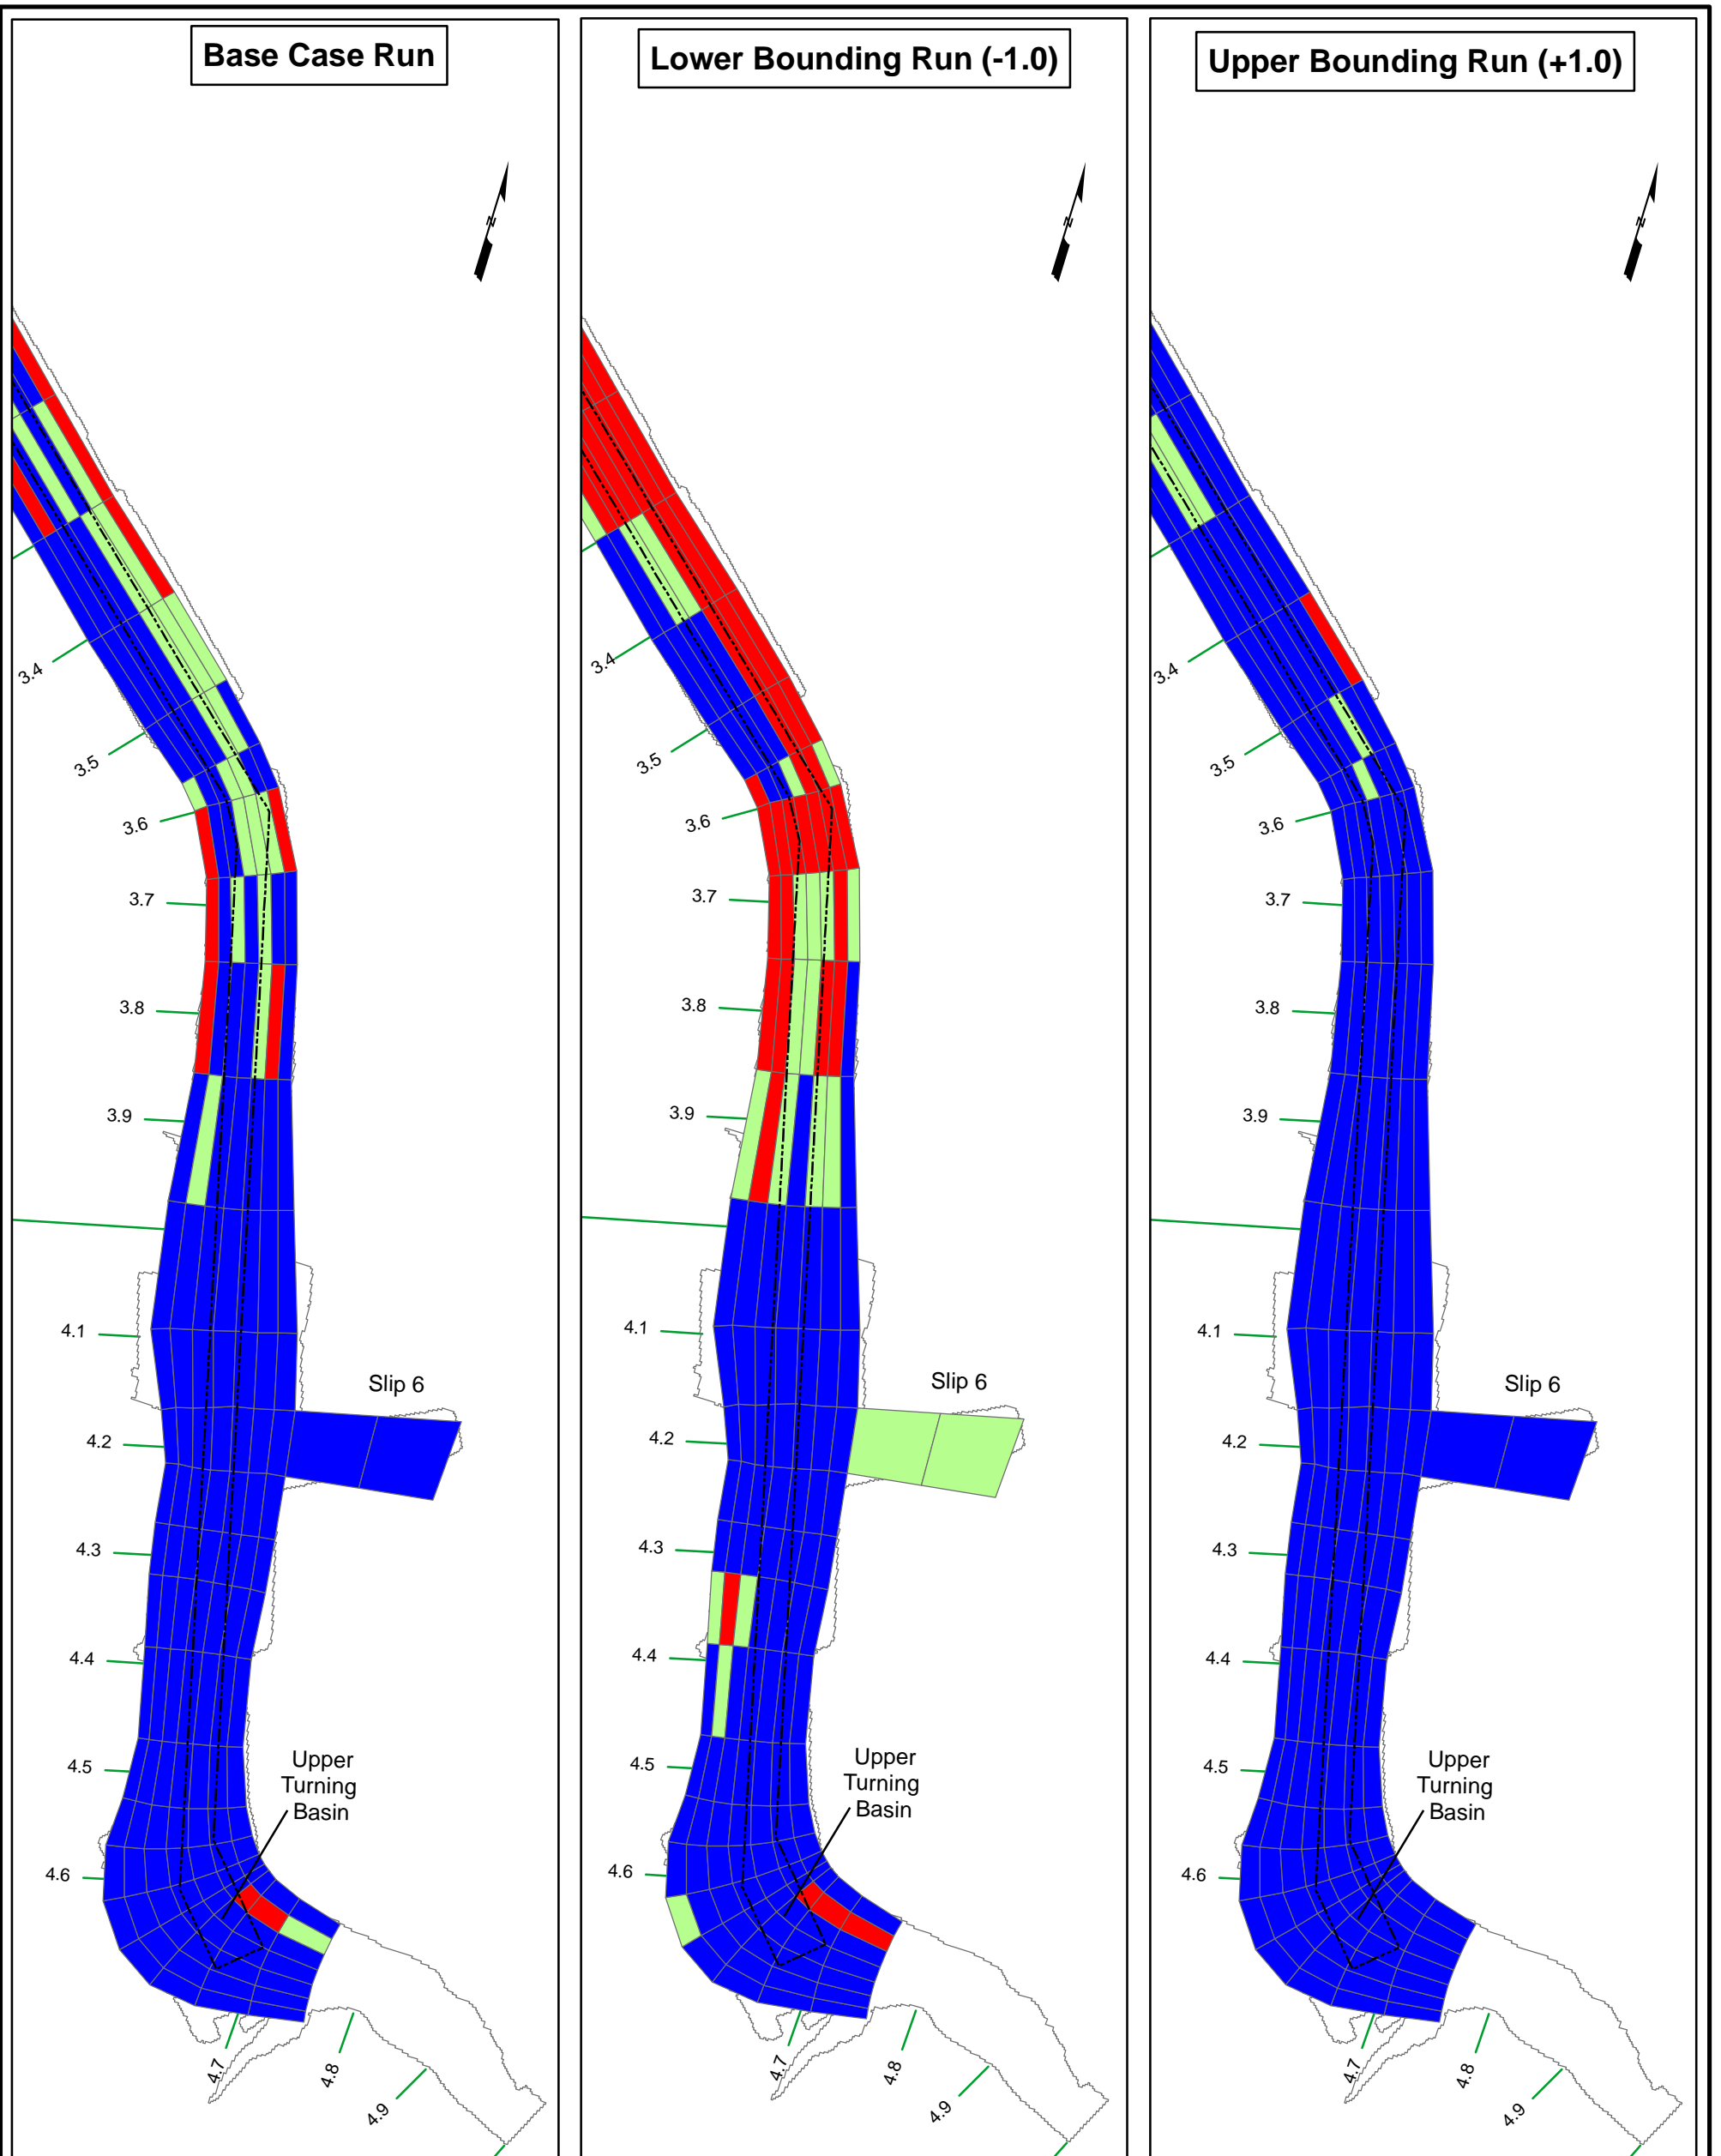 Base Case Run
N
3.4
3.5
3.6
3.7
3.8
3.9
4.1
Slip 6
4.2
4.3
4.4
4.5
Upper
Turning
Basin
4.6
4.7
4.8
4.9
Lower Bounding Run (-1.0)
N
3.4
3.5
3.6
3.7
3.8
3.9
4.1
Slip 6
4.2
4.3
4.4
4.5
Upper
Turning
Basin
4.6
4.7
4.8
4.9
Upper Bounding Run (+1.0)
N
3.4
3.5
3.6
3.7
3.8
3.9
4.1
Slip 6
4.2
4.3
4.4
4.5
Upper
Turning
Basin
4.6
4.7
4.8
4.9